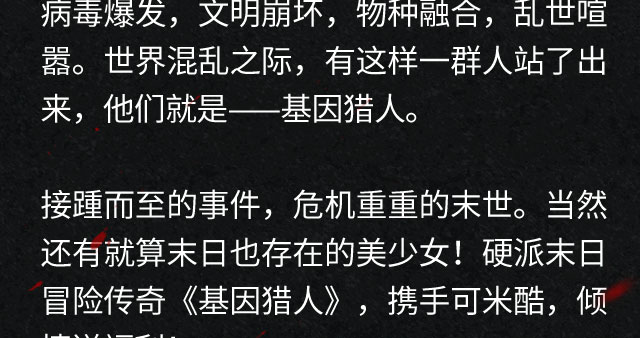 病毒爆发，文明崩坏，物种融合，乱世喧
嚣。世界混乱之际，有这样一群人站了出
来，他们就是——基因猎人。
接踵而至的事件，危机重重的末世。当然
还有就算末日也存在的美少女！硬派末日
冒险传奇《基因猎人》，携手可米酷，倾